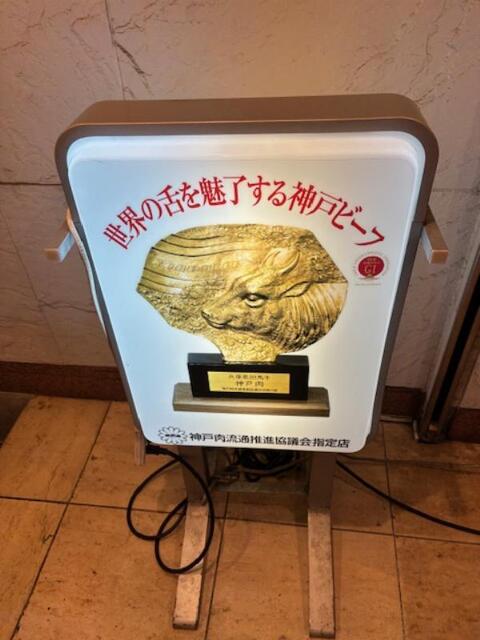 世界の舌を魅了する神戸ビーフ
GI
兵庫県但馬牛
神戸肉
神戸肉流通推進協議会指定店